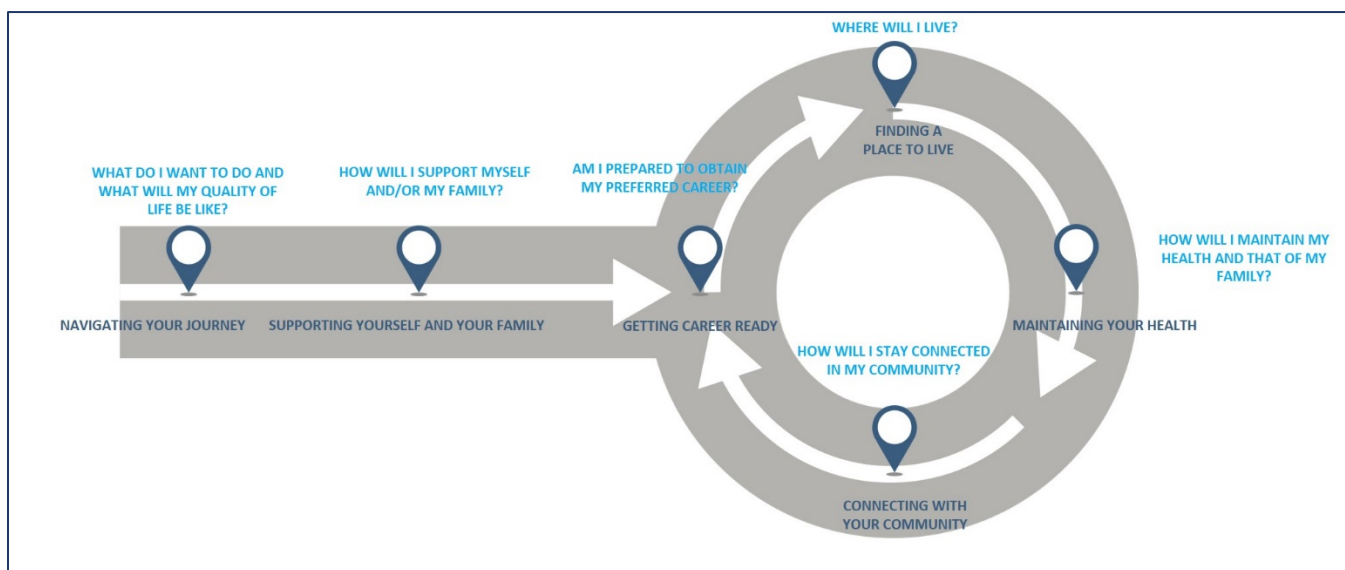 WHAT DO I WANT TO DO AND
WHAT WILL MY QUALITY OF
LIFE BE LIKE?
NAVIGATING YOUR JOURNEY
HOW WILL I SUPPORT MYSELF
AND/OR MY FAMILY?
SUPPORTING YOURSELF AND YOUR FAMILY
AM I PREPARED TO OBTAIN
MY PREFERRED CAREER?
GETTING CAREER READY
WHERE WILL I LIVE?
FINDING A
PLACE TO LIVE
HOW WILL I MAINTAIN MY
HEALTH AND THAT OF MY
FAMILY?
MAINTAINING YOUR HEALTH
HOW WILL I STAY CONNECTED
IN MY COMMUNITY?
CONNECTING WITH
YOUR COMMUNITY